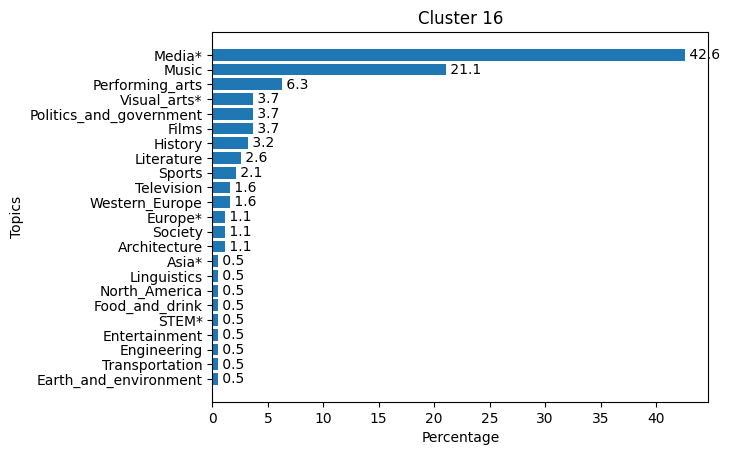 Cluster 16
Media* 42.6
Music 21.1
Performing_arts 6.3
Visual_arts* 3.7
Politics_and_government 3.7
Films 3.7
History 3.2
Literature 2.6
Sports 2.1
Television 1.6
Western_Europe 1.6
Europe* 1.1
Society 1.1
Architecture 1.1
Asia* 0.5
Linguistics 0.5
North_America 0.5
Food_and_drink 0.5
STEM* 0.5
Entertainment 0.5
Engineering 0.5
Transportation 0.5
Earth_and_environment 0.5
Topics
0 5 10 15 20 25 30 35 40
Percentage